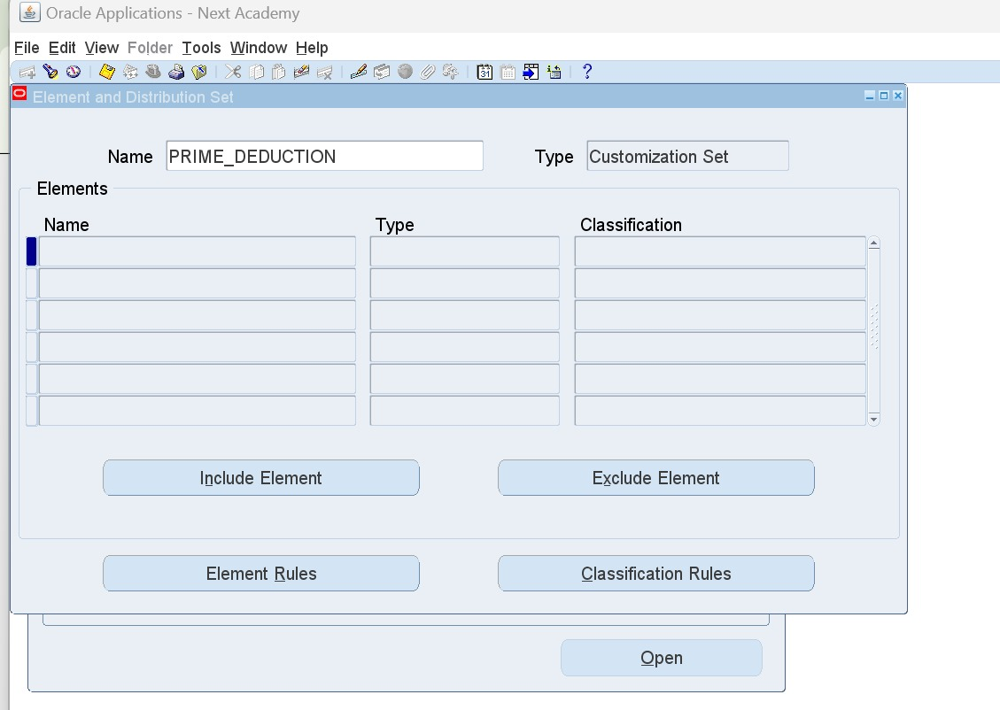 Oracle Applications - Next Academy
File Edit View Folder Tools Window Help
31 ?
Element and Distribution Set
Name PRIME_DEDUCTION Type Customization Set
Elements
Name Type Classification
Include Element Exclude Element
Element Rules Classification Rules
Open